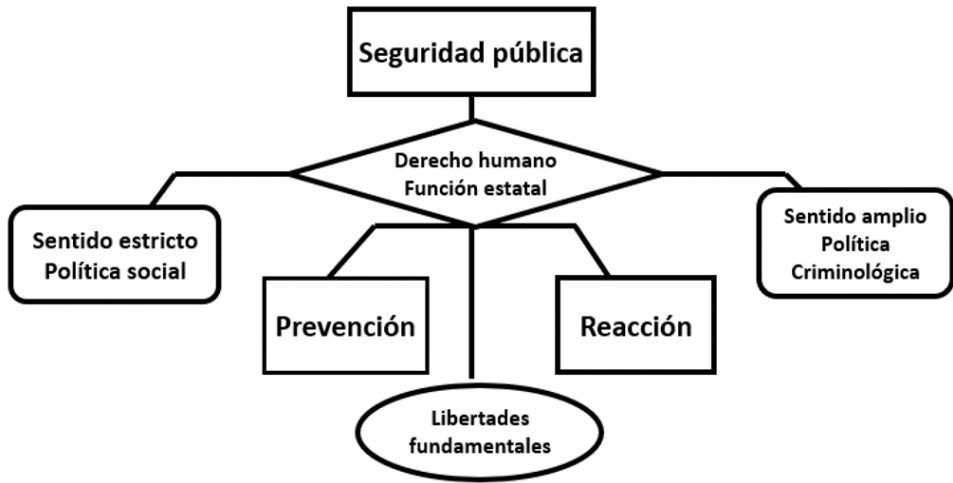 Seguridad pública
Derecho humano
Función estatal
Sentido estricto
Política social
Sentido amplio
Política
Criminológica
Prevención
Reacción
Libertades
fundamentales